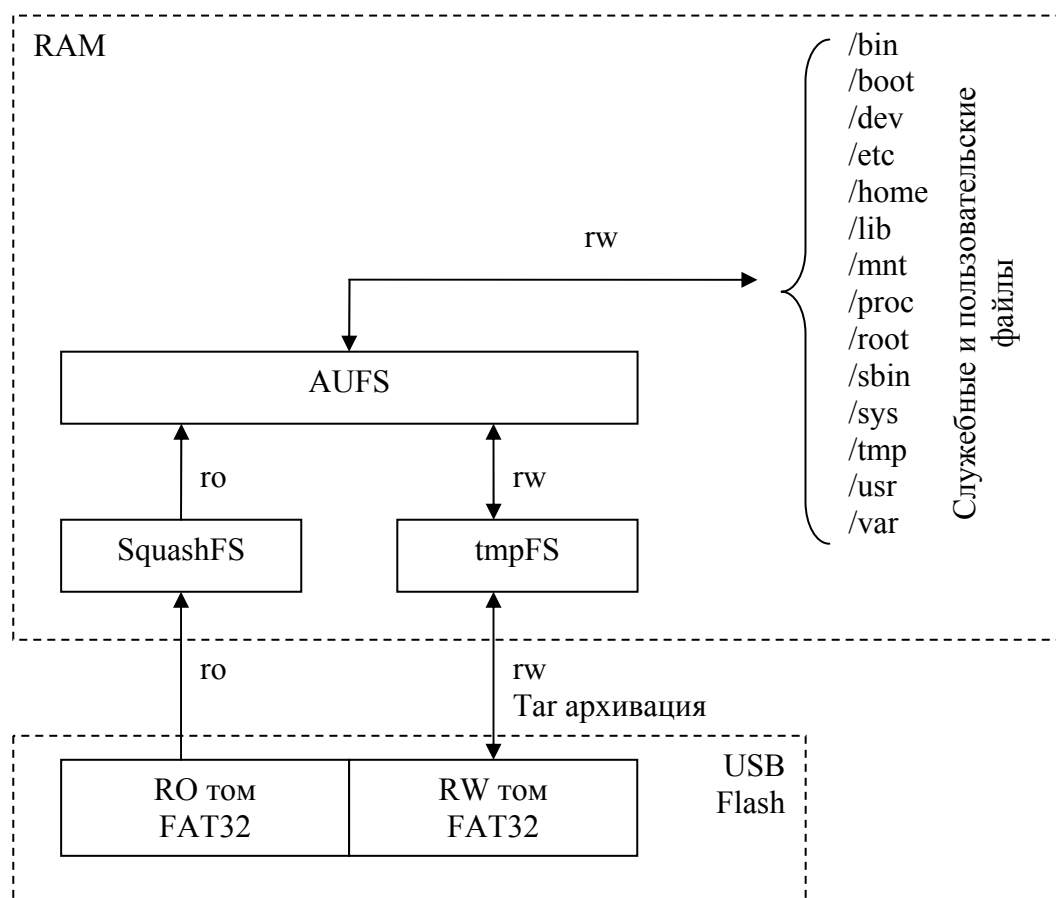 RAM
/bin
/boot
/dev
/etc
/home
/lib
/mnt
/proc
/root
/sbin
/sys
/tmp
/usr
/var
Служебные и пользовательские
файлы
rw
AUFS
ro
rw
SquashFS
tmpFS
ro
rw
Tar архивация
USB
Flash
RO том
FAT32
RW том
FAT32